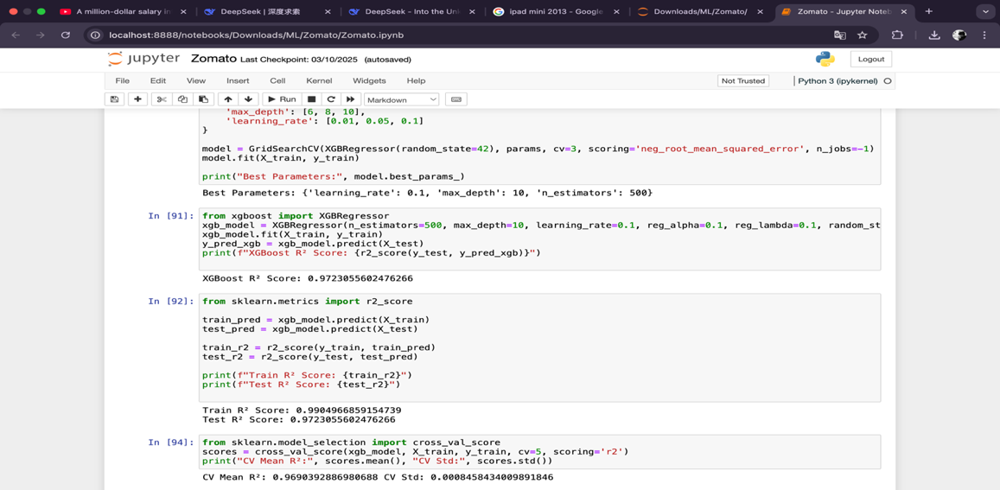 A million-dollar salary in
DeepSeek | 深度求索
DeepSeek - Into the Un
ipad mini 2013 - Google
Downloads/ML/Zomato/
Zomato - Jupyter Noteb
localhost:8888/notebooks/Downloads/ML/Zomato/Zomato.ipynb
jupyter Zomato Last Checkpoint: 03/10/2025 (autosaved)
Logout
File Edit View Insert Cell Kernel Widgets Help
Not Trusted
Python 3 (ipykernel)
Run
Markdown
'max_depth': [6, 8, 10],
'learning_rate': [0.01, 0.05, 0.1]
}
model = GridSearchCV(XGBRegressor(random_state=42), params, cv=3, scoring='neg_root_mean_squared_error', n_jobs=-1)
model.fit(X_train, y_train)
print("Best Parameters:", model.best_params_)
Best Parameters: {'learning_rate': 0.1, 'max_depth': 10, 'n_estimators': 500}
In [91]:
from xgboost import XGBRegressor
xgb_model = XGBRegressor(n_estimators=500, max_depth=10, learning_rate=0.1, reg_alpha=0.1, reg_lambda=0.1, random_st
xgb_model.fit(X_train, y_train)
y_pred_xgb = xgb_model.predict(X_test)
print(f"XGBoost R² Score: {r2_score(y_test, y_pred_xgb)}")
XGBoost R² Score: 0.9723055602476266
In [92]:
from sklearn.metrics import r2_score
train_pred = xgb_model.predict(X_train)
test_pred = xgb_model.predict(X_test)
train_r2 = r2_score(y_train, train_pred)
test_r2 = r2_score(y_test, test_pred)
print(f"Train R² Score: {train_r2}")
print(f"Test R² Score: {test_r2}")
Train R² Score: 0.9904966859154739
Test R² Score: 0.9723055602476266
In [94]:
from sklearn.model_selection import cross_val_score
scores = cross_val_score(xgb_model, X_train, y_train, cv=5, scoring='r2')
print("CV Mean R²:", scores.mean(), "CV Std:", scores.std())
CV Mean R²: 0.9690392886980688 CV Std: 0.0008458434009891846